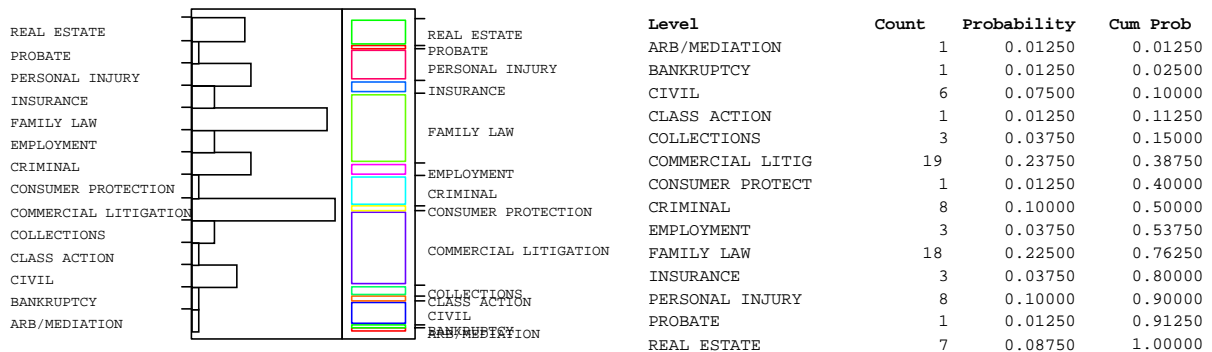 REAL ESTATE
PROBATE
PERSONAL INJURY
INSURANCE
FAMILY LAW
EMPLOYMENT
CRIMINAL
CONSUMER PROTECTION
COMMERCIAL LITIGATION
COLLECTIONS
CLASS ACTION
CIVIL
BANKRUPTCY
ARB/MEDIATION
REAL ESTATE
PROBATE
PERSONAL INJURY
INSURANCE
FAMILY LAW
EMPLOYMENT
CRIMINAL
CONSUMER PROTECTION
COMMERCIAL LITIGATION
COLLECTIONS
CLASS ACTION
CIVIL
BANKRUPTCY
ARB/MEDIATION
Level Count Probability Cum Prob
ARB/MEDIATION 1 0.01250 0.01250
BANKRUPTCY 1 0.01250 0.02500
CIVIL 6 0.07500 0.10000
CLASS ACTION 1 0.01250 0.11250
COLLECTIONS 3 0.03750 0.15000
COMMERCIAL LITIG 19 0.23750 0.38750
CONSUMER PROTECT 1 0.01250 0.40000
CRIMINAL 8 0.10000 0.50000
EMPLOYMENT 3 0.03750 0.53750
FAMILY LAW 18 0.22500 0.76250
INSURANCE 3 0.03750 0.80000
PERSONAL INJURY 8 0.10000 0.90000
PROBATE 1 0.01250 0.91250
REAL ESTATE 7 0.08750 1.00000